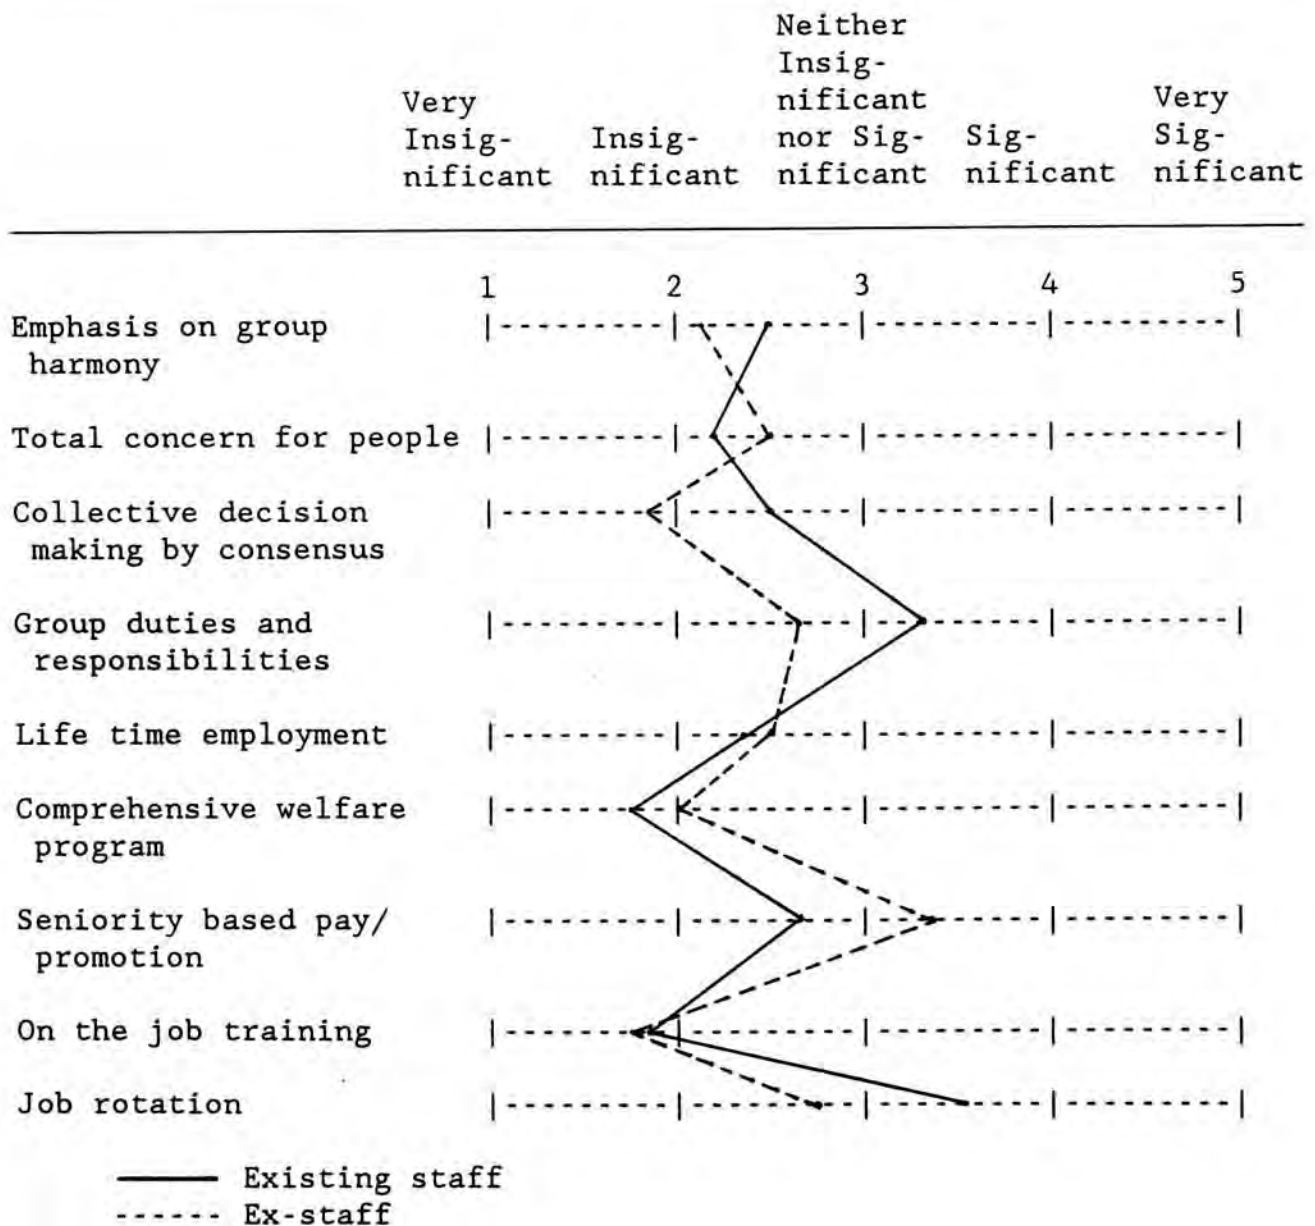 Neither
Insig-
Very nificant Very
Insig- Insig- nor Sig- Sig- Sig-
nificant nificant nificant nificant nificant
1 2 3 4 5
Emphasis on group
harmony
Total concern for people
Collective decision
making by consensus
Group duties and
responsibilities
Life time employment
Comprehensive welfare
program
Seniority based pay/
promotion
On the job training
Job rotation
Existing staff
Ex-staff